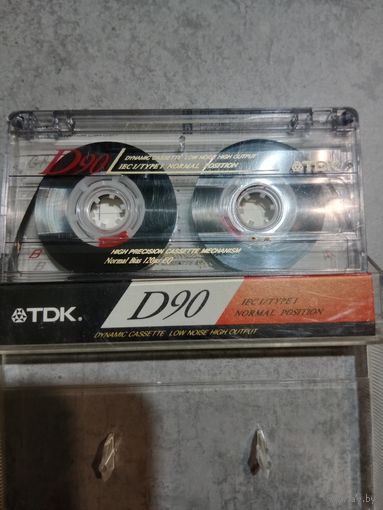 D90
DYNAMIC CASSETTE LOW NOISE HIGH OUTPUT
IEC I/TYPE I NORMAL POSITION
TDK
B
HIGH PRECISION CASSETTE MECHANISM
Normal Bias 120µs EQ
TDK.
D90
IEC I/TYPE I
NORMAL POSITION
DYNAMIC CASSETTE LOW NOISE HIGH OUTPUT